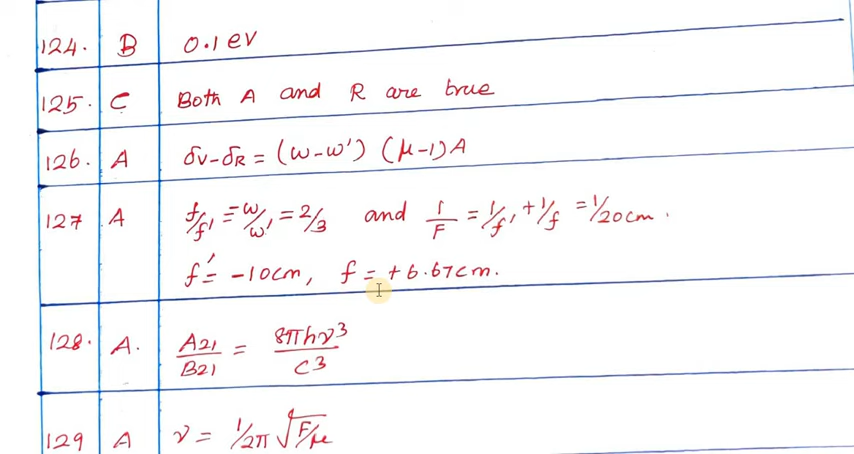 124. B 0.1 eV
125. C Both A and R are true
126. A δV-δR = (ω-ω') (μ-1)A
127 A f/f' = -ω/ω' = 2/3 and 1/F = 1/f' + 1/f = 1/20cm.
f' = -10cm, f = +6.67cm.
128. A. A21/B21 = 8πhν³/C³
129 A ν = 1/2π √F/μ